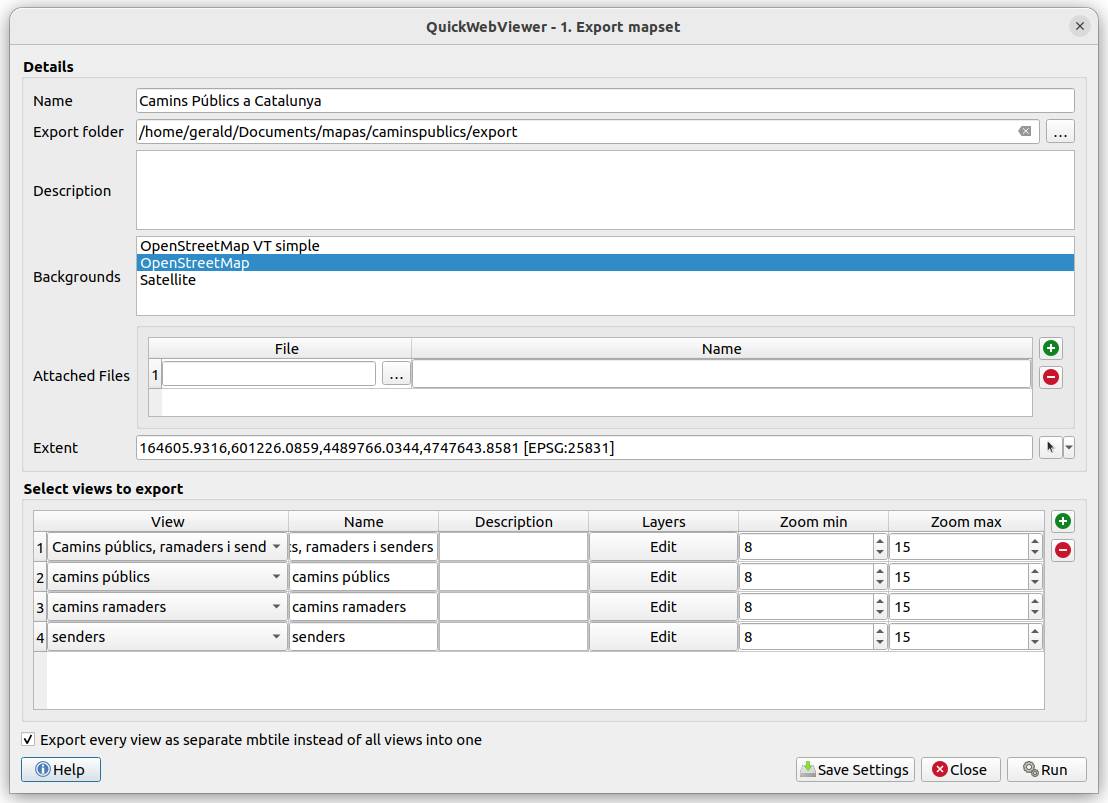 QuickWebViewer - 1. Export mapset
Details
Name Camins Públics a Catalunya
Export folder /home/gerald/Documents/mapas/caminspublics/export ...
Description
OpenStreetMap VT simple
OpenStreetMap
Backgrounds
Satellite
File Name
Attached Files 1 ...
Extent 164605.9316,601226.0859,4489766.0344,4747643.8581 [EPSG:25831]
Select views to export
View Name Description Layers Zoom min Zoom max
1 Camins públics, ramaders i send s, ramaders i senders Edit 8 15
2 camins públics camins públics Edit 8 15
3 camins ramaders camins ramaders Edit 8 15
4 senders senders Edit 8 15
Export every view as separate mbtile instead of all views into one
Help Save Settings Close Run